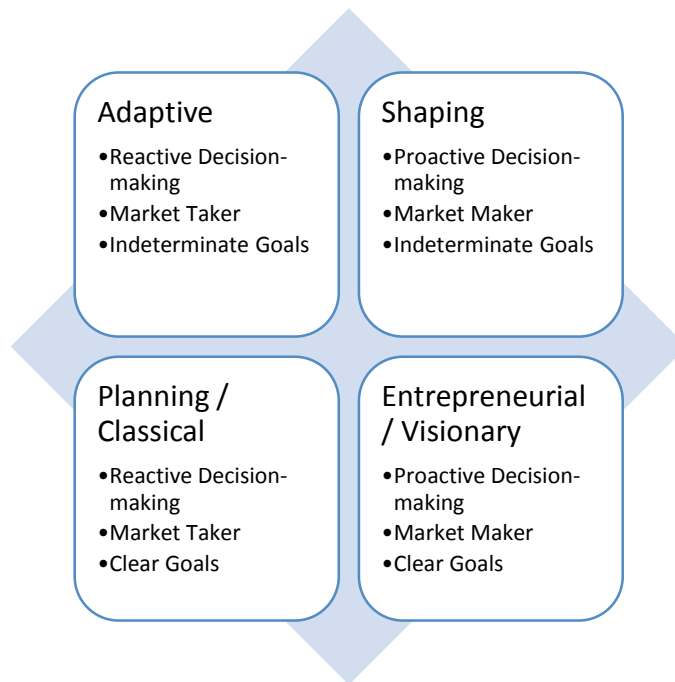 Adaptive
•Reactive Decision-
making
•Market Taker
•Indeterminate Goals
Shaping
•Proactive Decision-
making
•Market Maker
•Indeterminate Goals
Planning /
Classical
•Reactive Decision-
making
•Market Taker
•Clear Goals
Entrepreneurial
/ Visionary
•Proactive Decision-
making
•Market Maker
•Clear Goals